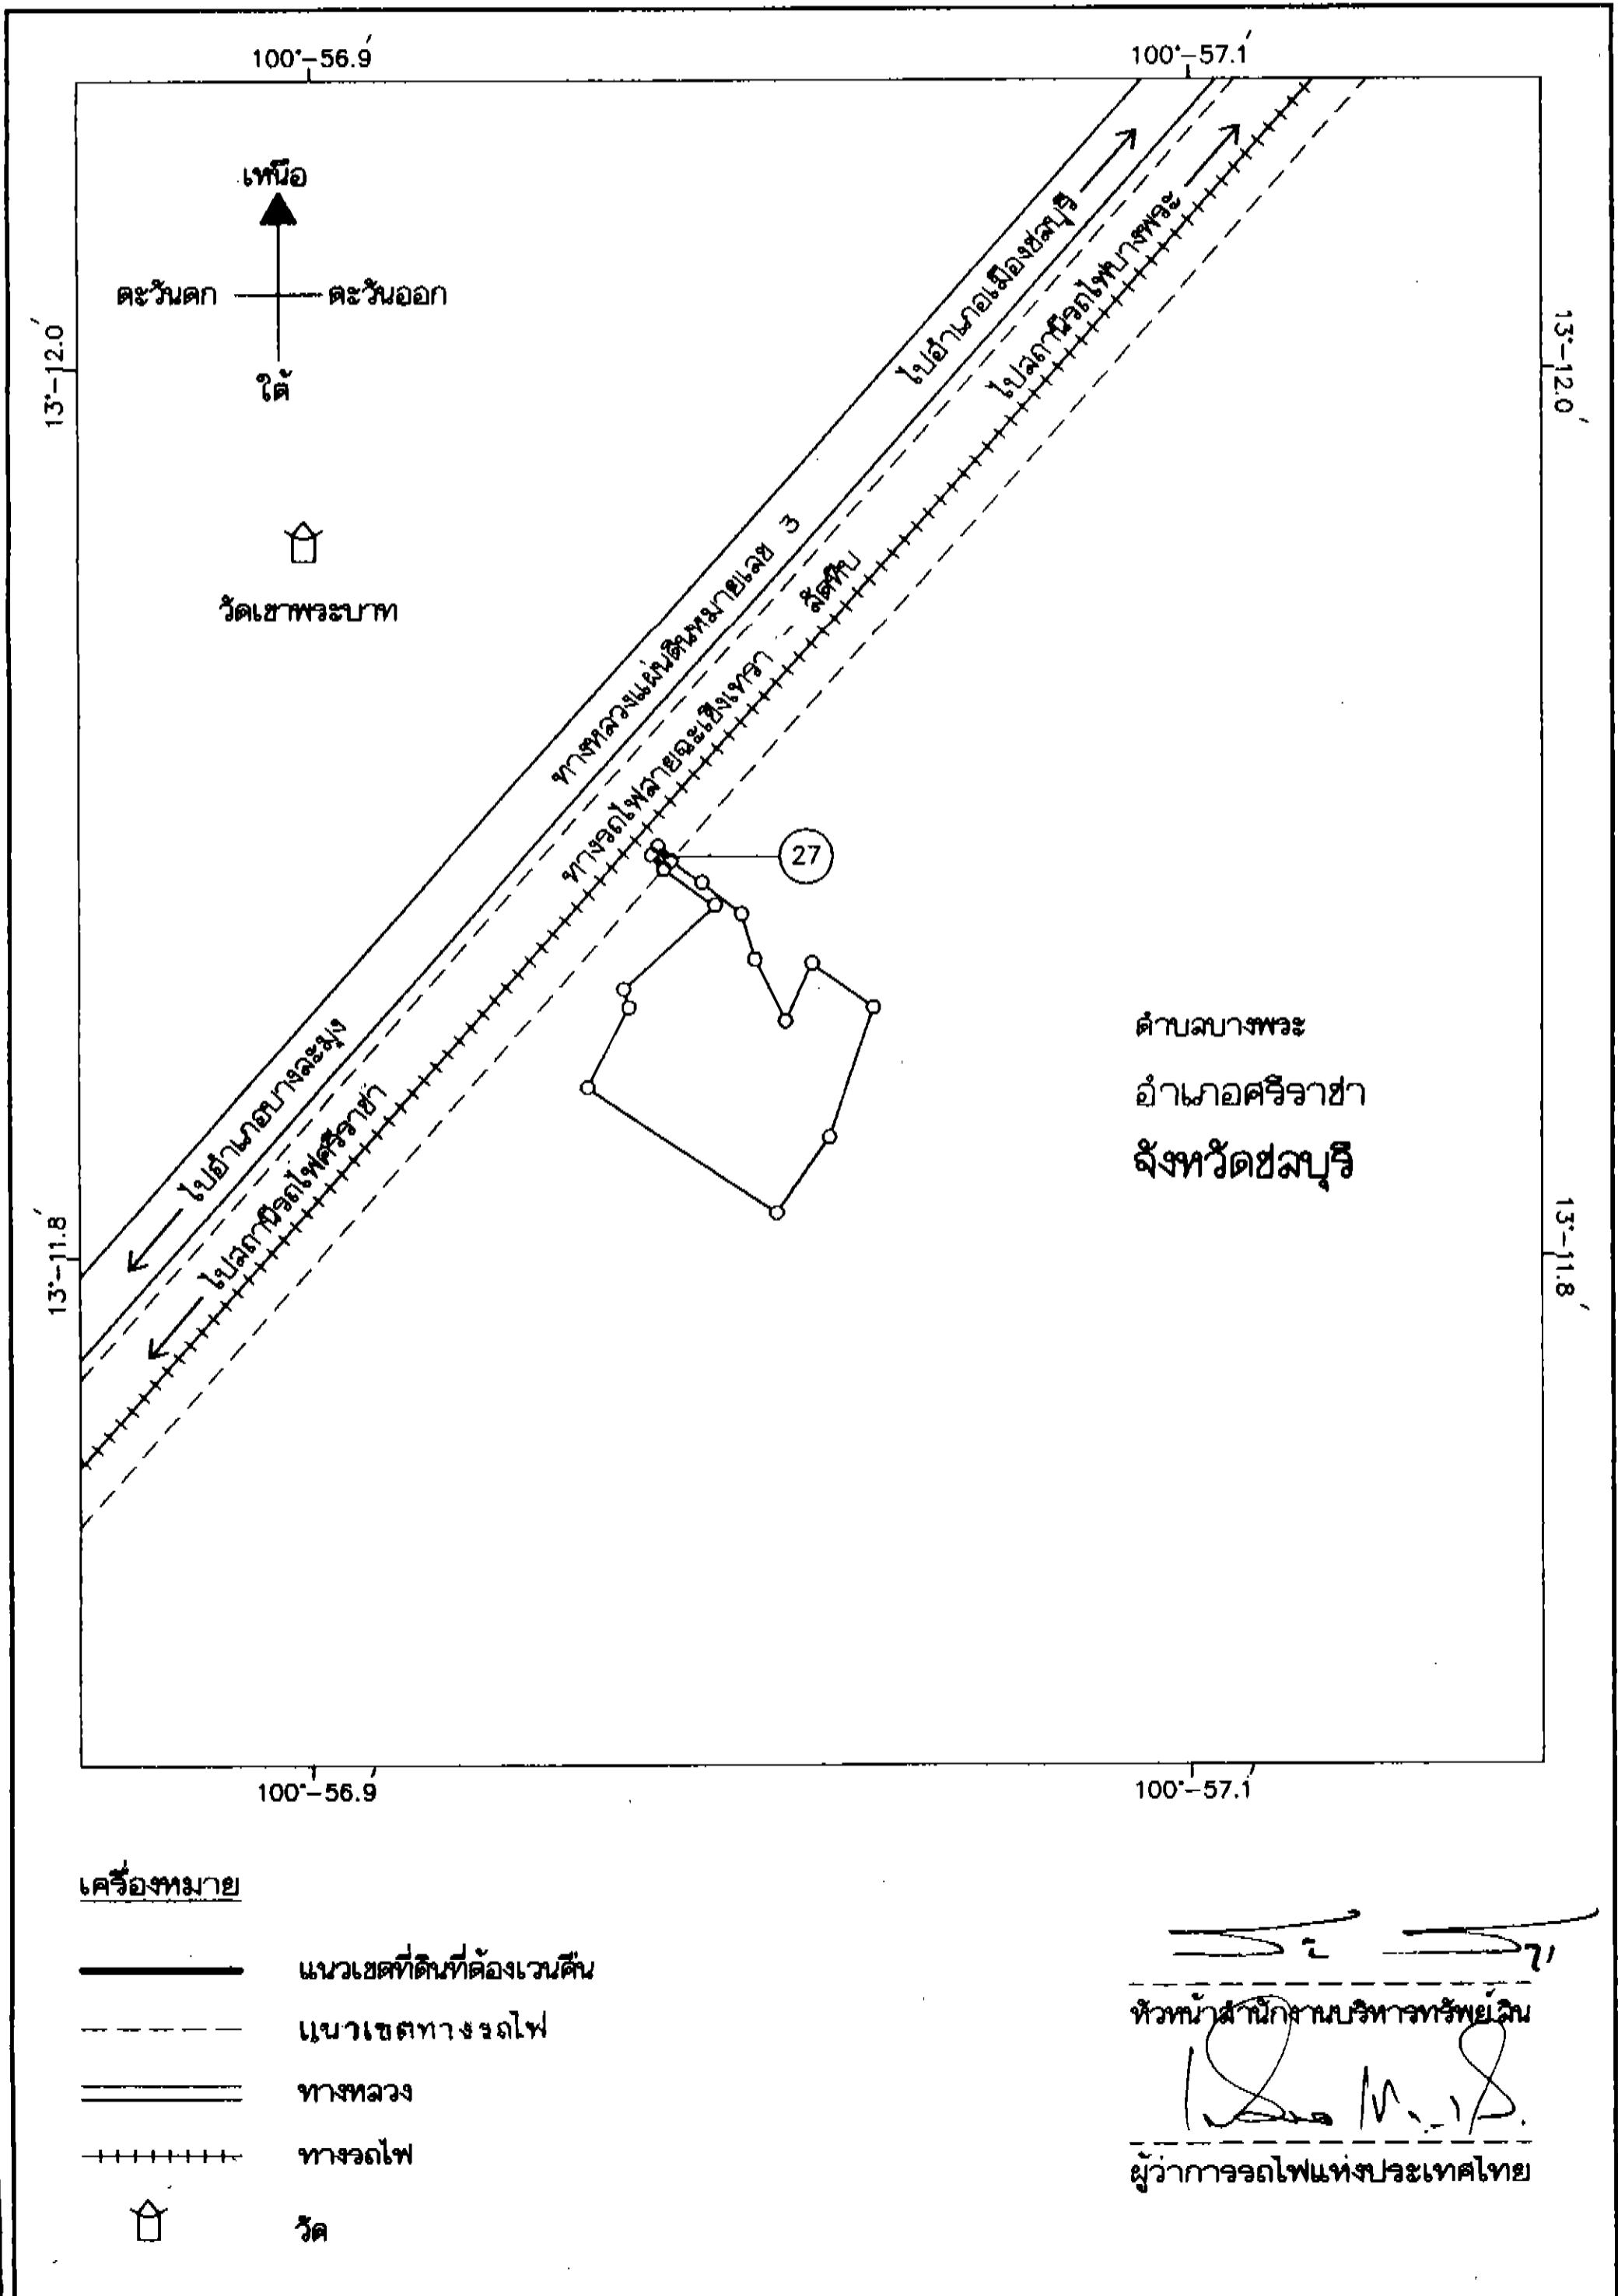 100°-56.9′ 100°-57.1′
เหนือ
ตะวันตก ตะวันออก
ใต้
13°-12.0′ 13°-12.0′
วัดเขาพระบาท
ไปอำเภอเมืองชลบุรี
ไปสถานีรถไฟบางพระ
ทางหลวงแผ่นดินหมายเลข 3
ทางรถไฟสายฉะเชิงเทรา - สัตหีบ
27
ไปอำเภอบางละมุง
ไปสถานีรถไฟศรีราชา
ตำบลบางพระ
อำเภอศรีราชา
จังหวัดชลบุรี
13°-11.8′ 13°-11.8′
100°-56.9′ 100°-57.1′
เครื่องหมาย
แนวเขตที่ดินที่ต้องเวนคืน
แนวเขตทางรถไฟ
ทางหลวง
ทางรถไฟ
วัด
หัวหน้าสำนักงานบริหารทรัพย์สิน
ผู้ว่าการรถไฟแห่งประเทศไทย